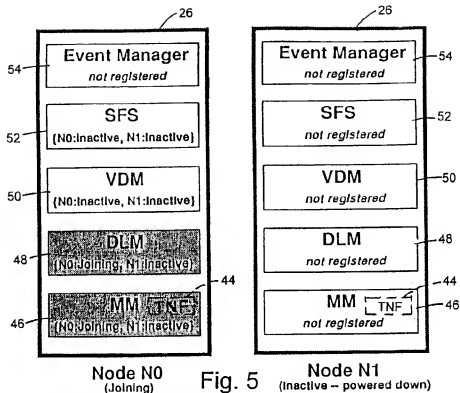 26
54
Event Manager
not registered
52
SFS
{N0:Inactive, N1:Inactive}
50
VDM
{N0:Inactive, N1:Inactive}
48
DLM
{N0:Joining, N1:Inactive}
44
46
MM TNF
{N0:Joining, N1:Inactive}
Node N0
(Joining)
26
Event Manager
not registered
54
SFS
not registered
52
VDM
not registered
50
DLM
not registered
48
44
MM TNF
not registered
46
Node N1
(Inactive -- powered down)
Fig. 5